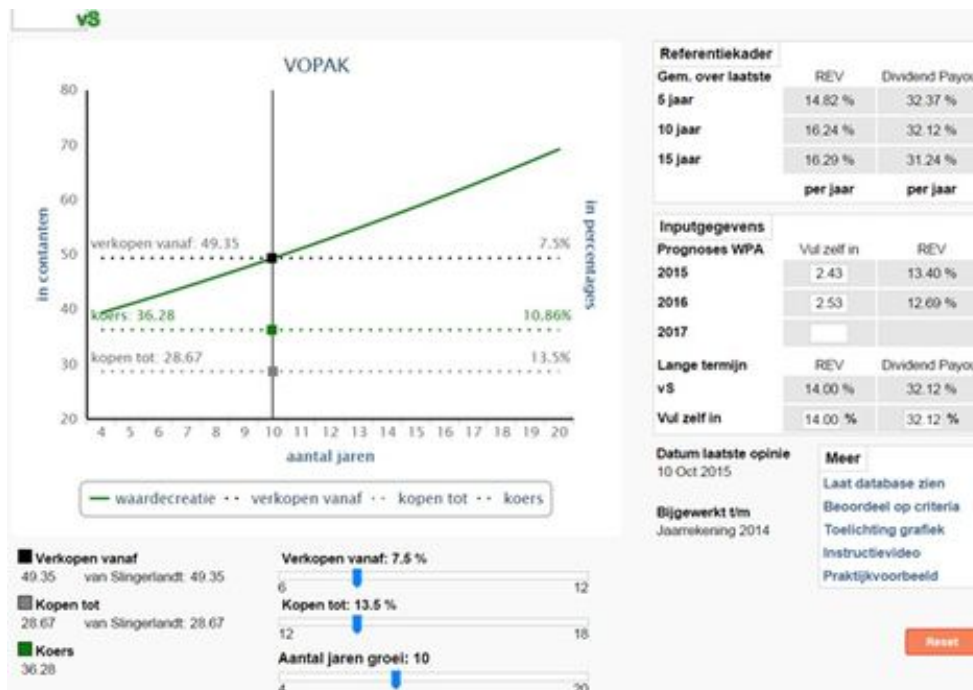 vS
VOPAK
80
70
60
50
40
30
20
in contanten
in percentages
verkopen vanaf: 49.35 7.5%
koers: 36.28 10.86%
kopen tot: 28.67 13.5%
4 5 6 7 8 9 10 11 12 13 14 15 16 17 18 19 20
aantal jaren
waardecreatie verkopen vanaf kopen tot koers
Verkopen vanaf
49.35 van Slingerlandt: 49.35
Kopen tot
28.67 van Slingerlandt: 28.67
Koers
36.28
Verkopen vanaf: 7.5 %
6 12
Kopen tot: 13.5 %
12 18
Aantal jaren groei: 10
4 20
Referentiekader
Gem. over laatste REV Dividend Payou
5 jaar 14.82 % 32.37 %
10 jaar 16.24 % 32.12 %
15 jaar 16.29 % 31.24 %
per jaar per jaar
Inputgegevens
Prognoses WPA Vul zelf in REV
2015 2.43 13.40 %
2016 2.53 12.69 %
2017
Lange termijn REV Dividend Payou
vS 14.00 % 32.12 %
Vul zelf in 14.00 % 32.12 %
Datum laatste opinie
10 Oct 2015
Bijgewerkt t/m
Jaarrekening 2014
Meer
Laat database zien
Beoordeel op criteria
Toelichting grafiek
Instructievideo
Praktijkvoorbeeld
Reset